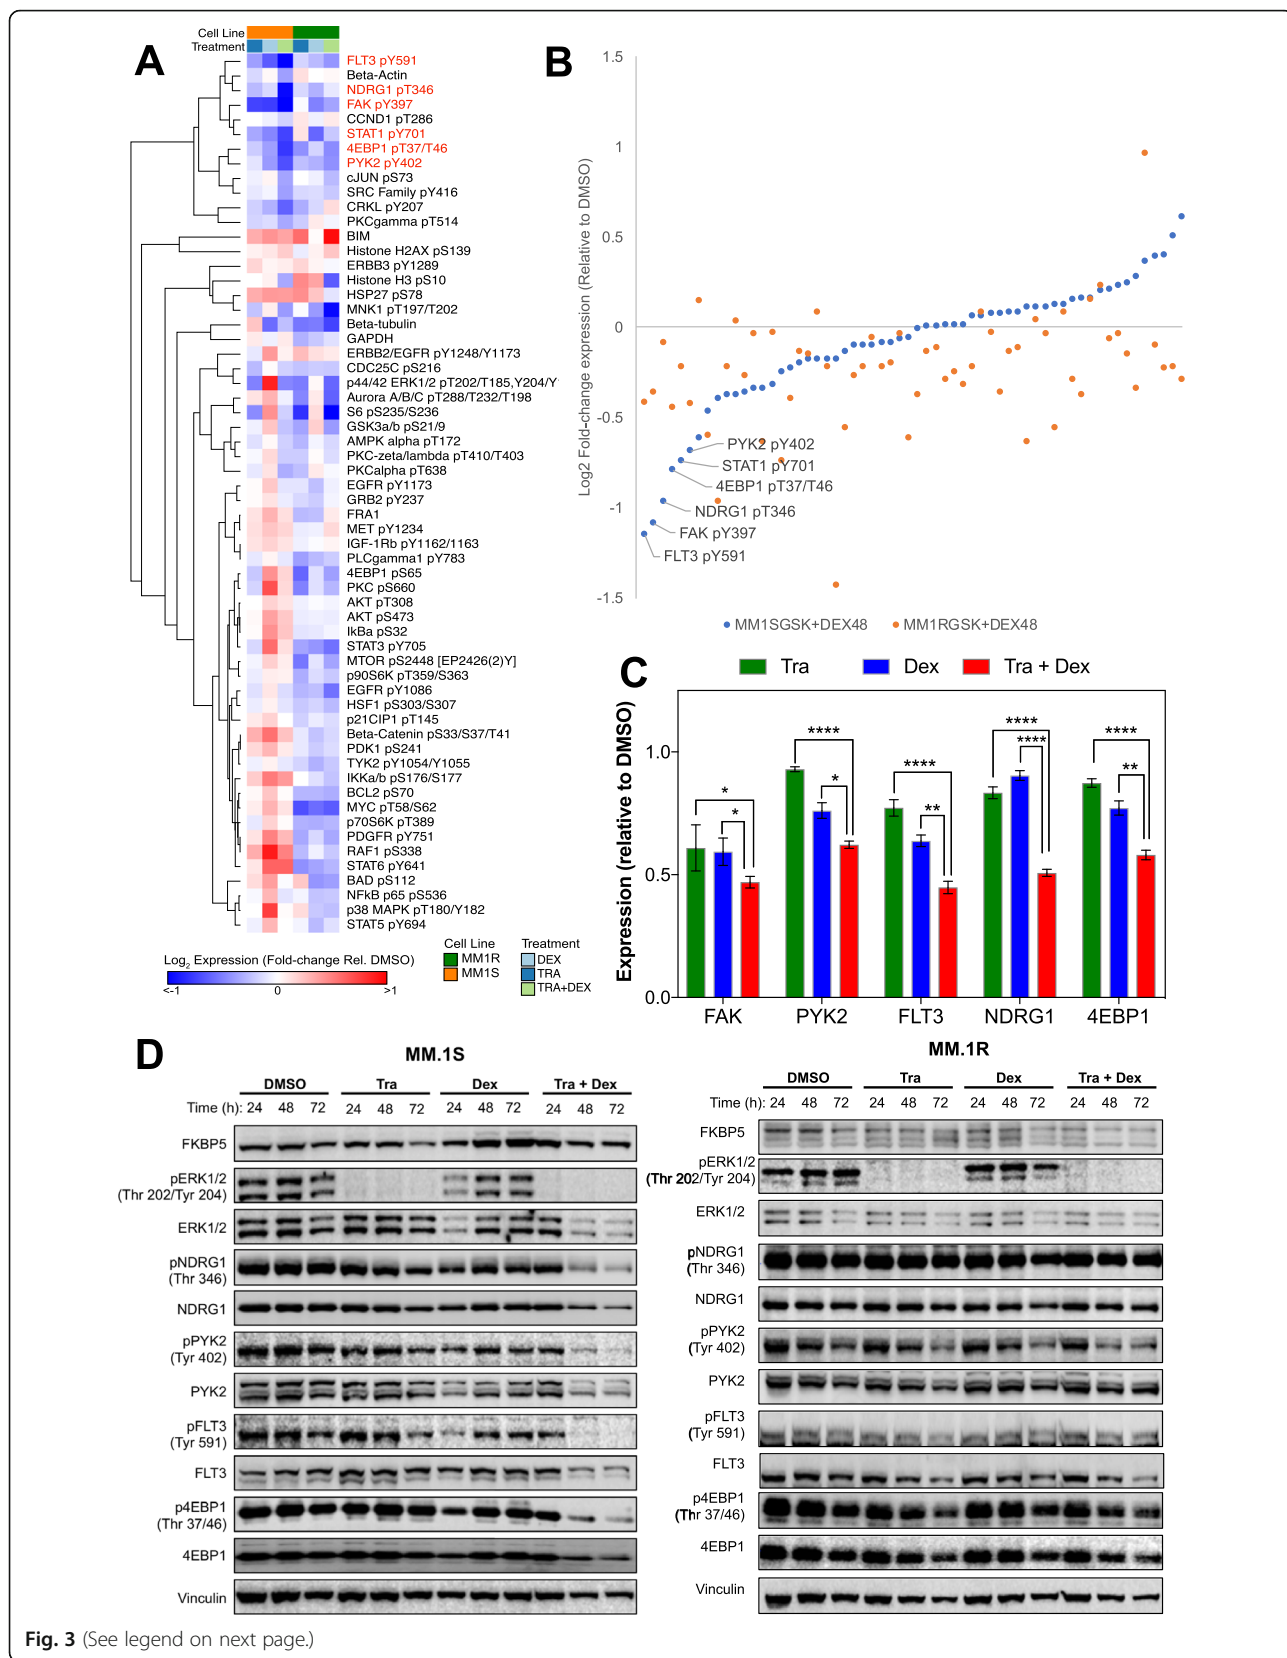 A
Cell Line
Treatment
FLT3 pY591
Beta-Actin
NDRG1 pT346
FAK pY397
CCND1 pT286
STAT1 pY701
4EBP1 pT37/T46
PYK2 pY402
cJUN pS73
SRC Family pY416
CRKL pY207
PKCgamma pT514
BIM
Histone H2AX pS139
ERBB3 pY1289
Histone H3 pS10
HSP27 pS78
MNK1 pT197/T202
Beta-tubulin
GAPDH
ERBB2/EGFR pY1248/Y1173
CDC25C pS216
p44/42 ERK1/2 pT202/T185,Y204/Y
Aurora A/B/C pT288/T232/T198
S6 pS235/S236
GSK3a/b pS21/9
AMPK alpha pT172
PKC-zeta/lambda pT410/T403
PKCalpha pT638
EGFR pY1173
GRB2 pY237
FRA1
MET pY1234
IGF-1Rb pY1162/1163
PLCgamma1 pY783
4EBP1 pS65
PKC pS660
AKT pT308
AKT pS473
IkBa pS32
STAT3 pY705
MTOR pS2448 [EP2426(2)Y]
p90S6K pT359/S363
EGFR pY1086
HSF1 pS303/S307
p21CIP1 pT145
Beta-Catenin pS33/S37/T41
PDK1 pS241
TYK2 pY1054/Y1055
IKKa/b pS176/S177
BCL2 pS70
MYC pT58/S62
p70S6K pT389
PDGFR pY751
RAF1 pS338
STAT6 pY641
BAD pS112
NFkB p65 pS536
p38 MAPK pT180/Y182
STAT5 pY694
Log2 Expression (Fold-change Rel. DMSO)
<-1 0 >1
Cell Line
MM1R
MM1S
Treatment
DEX
TRA
TRA+DEX
B
Log2 Fold-change expression (Relative to DMSO)
1.5
1
0.5
0
-0.5
-1
-1.5
PYK2 pY402
STAT1 pY701
4EBP1 pT37/T46
NDRG1 pT346
FAK pY397
FLT3 pY591
MM1SGSK+DEX48 MM1RGSK+DEX48
C
Tra Dex Tra + Dex
Expression (relative to DMSO)
1.0
0.5
0.0
* * **** * **** ** **** **** **** **
FAK PYK2 FLT3 NDRG1 4EBP1
D
MM.1S
DMSO Tra Dex Tra + Dex
Time (h): 24 48 72 24 48 72 24 48 72 24 48 72
FKBP5
pERK1/2
(Thr 202/Tyr 204)
ERK1/2
pNDRG1
(Thr 346)
NDRG1
pPYK2
(Tyr 402)
PYK2
pFLT3
(Tyr 591)
FLT3
p4EBP1
(Thr 37/46)
4EBP1
Vinculin
MM.1R
DMSO Tra Dex Tra + Dex
Time (h): 24 48 72 24 48 72 24 48 72 24 48 72
FKBP5
pERK1/2
(Thr 202/Tyr 204)
ERK1/2
pNDRG1
(Thr 346)
NDRG1
pPYK2
(Tyr 402)
PYK2
pFLT3
(Tyr 591)
FLT3
p4EBP1
(Thr 37/46)
4EBP1
Vinculin
Fig. 3 (See legend on next page.)